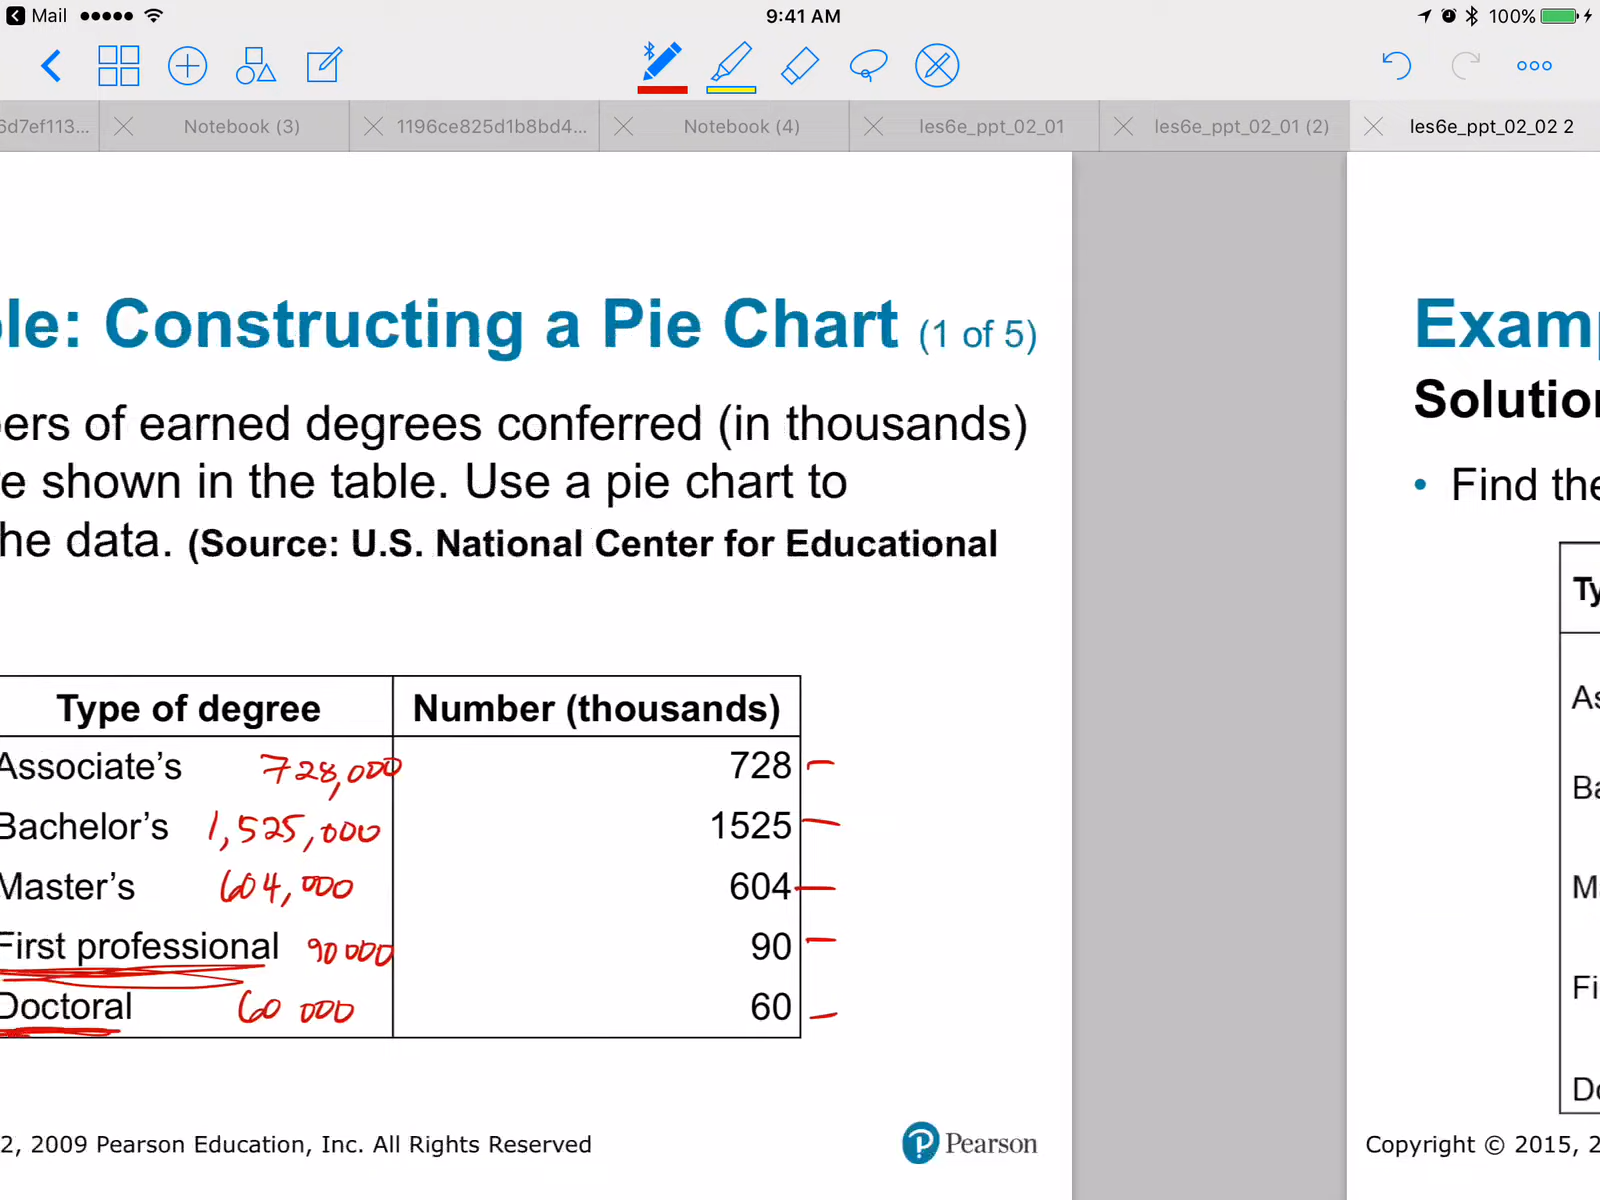 Mail 9:41 AM 100%
6d7ef113... Notebook (3) 1196ce825d1b8bd4... Notebook (4) les6e_ppt_02_01 les6e_ppt_02_01 (2) les6e_ppt_02_02 2
le: Constructing a Pie Chart (1 of 5)
ers of earned degrees conferred (in thousands)
e shown in the table. Use a pie chart to
he data. (Source: U.S. National Center for Educational
Type of degree Number (thousands)
Associate's 728,000 728
Bachelor's 1,525,000 1525
Master's 604,000 604
First professional 90 000 90
Doctoral 60 000 60
2, 2009 Pearson Education, Inc. All Rights Reserved
P Pearson
Exam
Solution
• Find the
Ty
As
Ba
Ma
Fi
Do
Copyright © 2015, 2